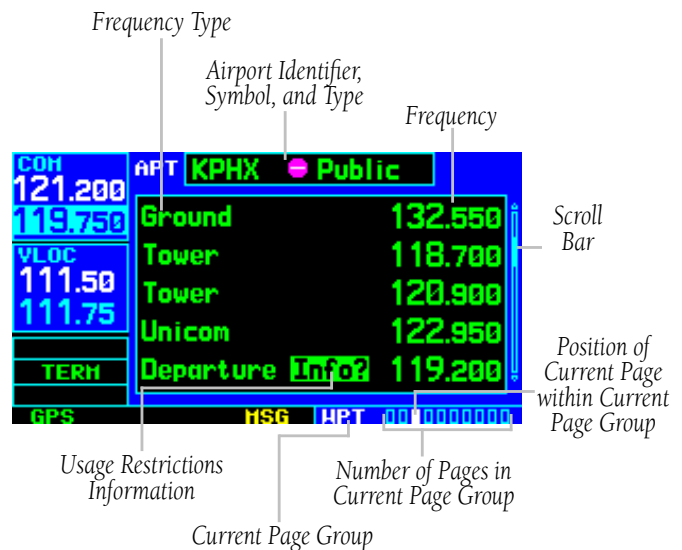 Frequency Type
Airport Identifier,
Symbol, and Type
Frequency
COM
121.200
119.750
APT KPHX Public
Ground 132.550
Tower 118.700
Tower 120.900
Unicom 122.950
Departure Info? 119.200
VLOC
111.50
111.75
TERM
GPS MSG WPT
Scroll
Bar
Position of
Current Page
within Current
Page Group
Usage Restrictions
Information
Number of Pages in
Current Page Group
Current Page Group